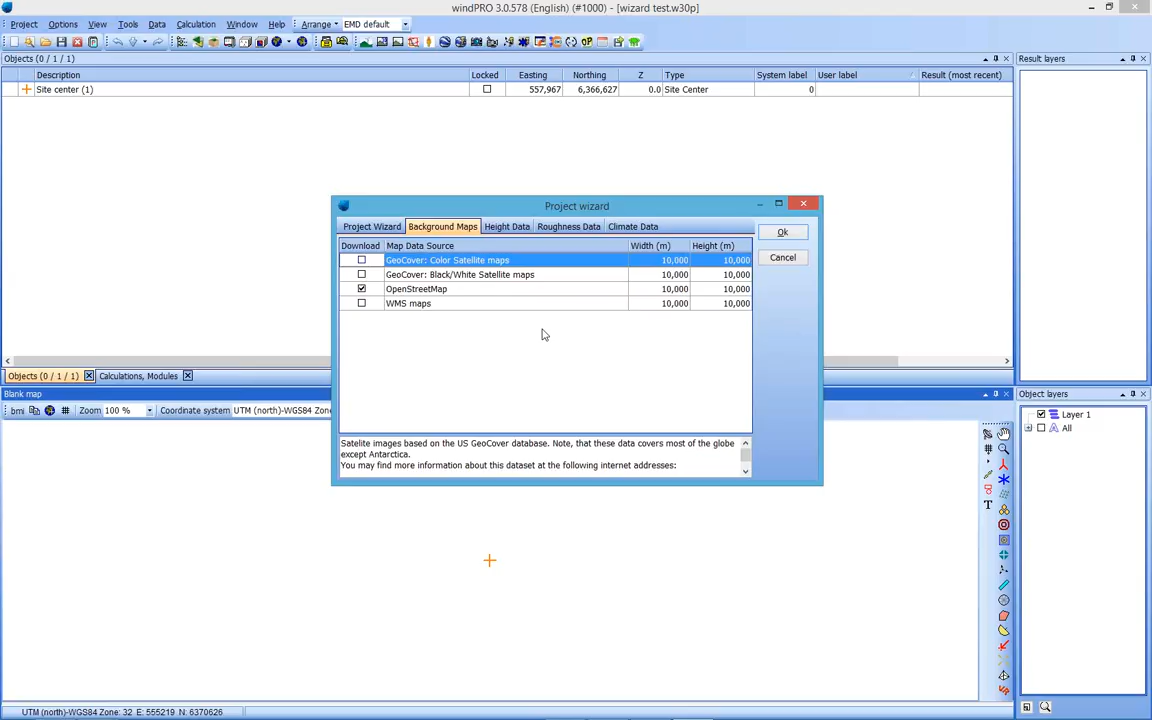 windPRO 3.0.578 (English) (#1000) - [wizard test.w30p]
Project Options View Tools Data Calculation Window Help Arrange EMD default
Objects (0 / 1 / 1)
Result layers
Description Locked Easting Northing Z Type System label User label Result (most recent)
Site center (1) 557,967 6,366,627 0.0 Site Center 0
Project wizard
Project Wizard Background Maps Height Data Roughness Data Climate Data
Download Map Data Source Width (m) Height (m)
GeoCover: Color Satellite maps 10,000 10,000
GeoCover: Black/White Satellite maps 10,000 10,000
OpenStreetMap 10,000 10,000
WMS maps 10,000 10,000
Ok
Cancel
Satelite images based on the US GeoCover database. Note, that these data covers most of the globe
except Antarctica.
You may find more information about this dataset at the following internet addresses:
Objects (0 / 1 / 1) Calculations, Modules
Blank map
Object layers
bmi Zoom 100 % Coordinate system UTM (north)-WGS84 Zone
Layer 1
A All
T
UTM (north)-WGS84 Zone: 32 E: 555219 N: 6370626